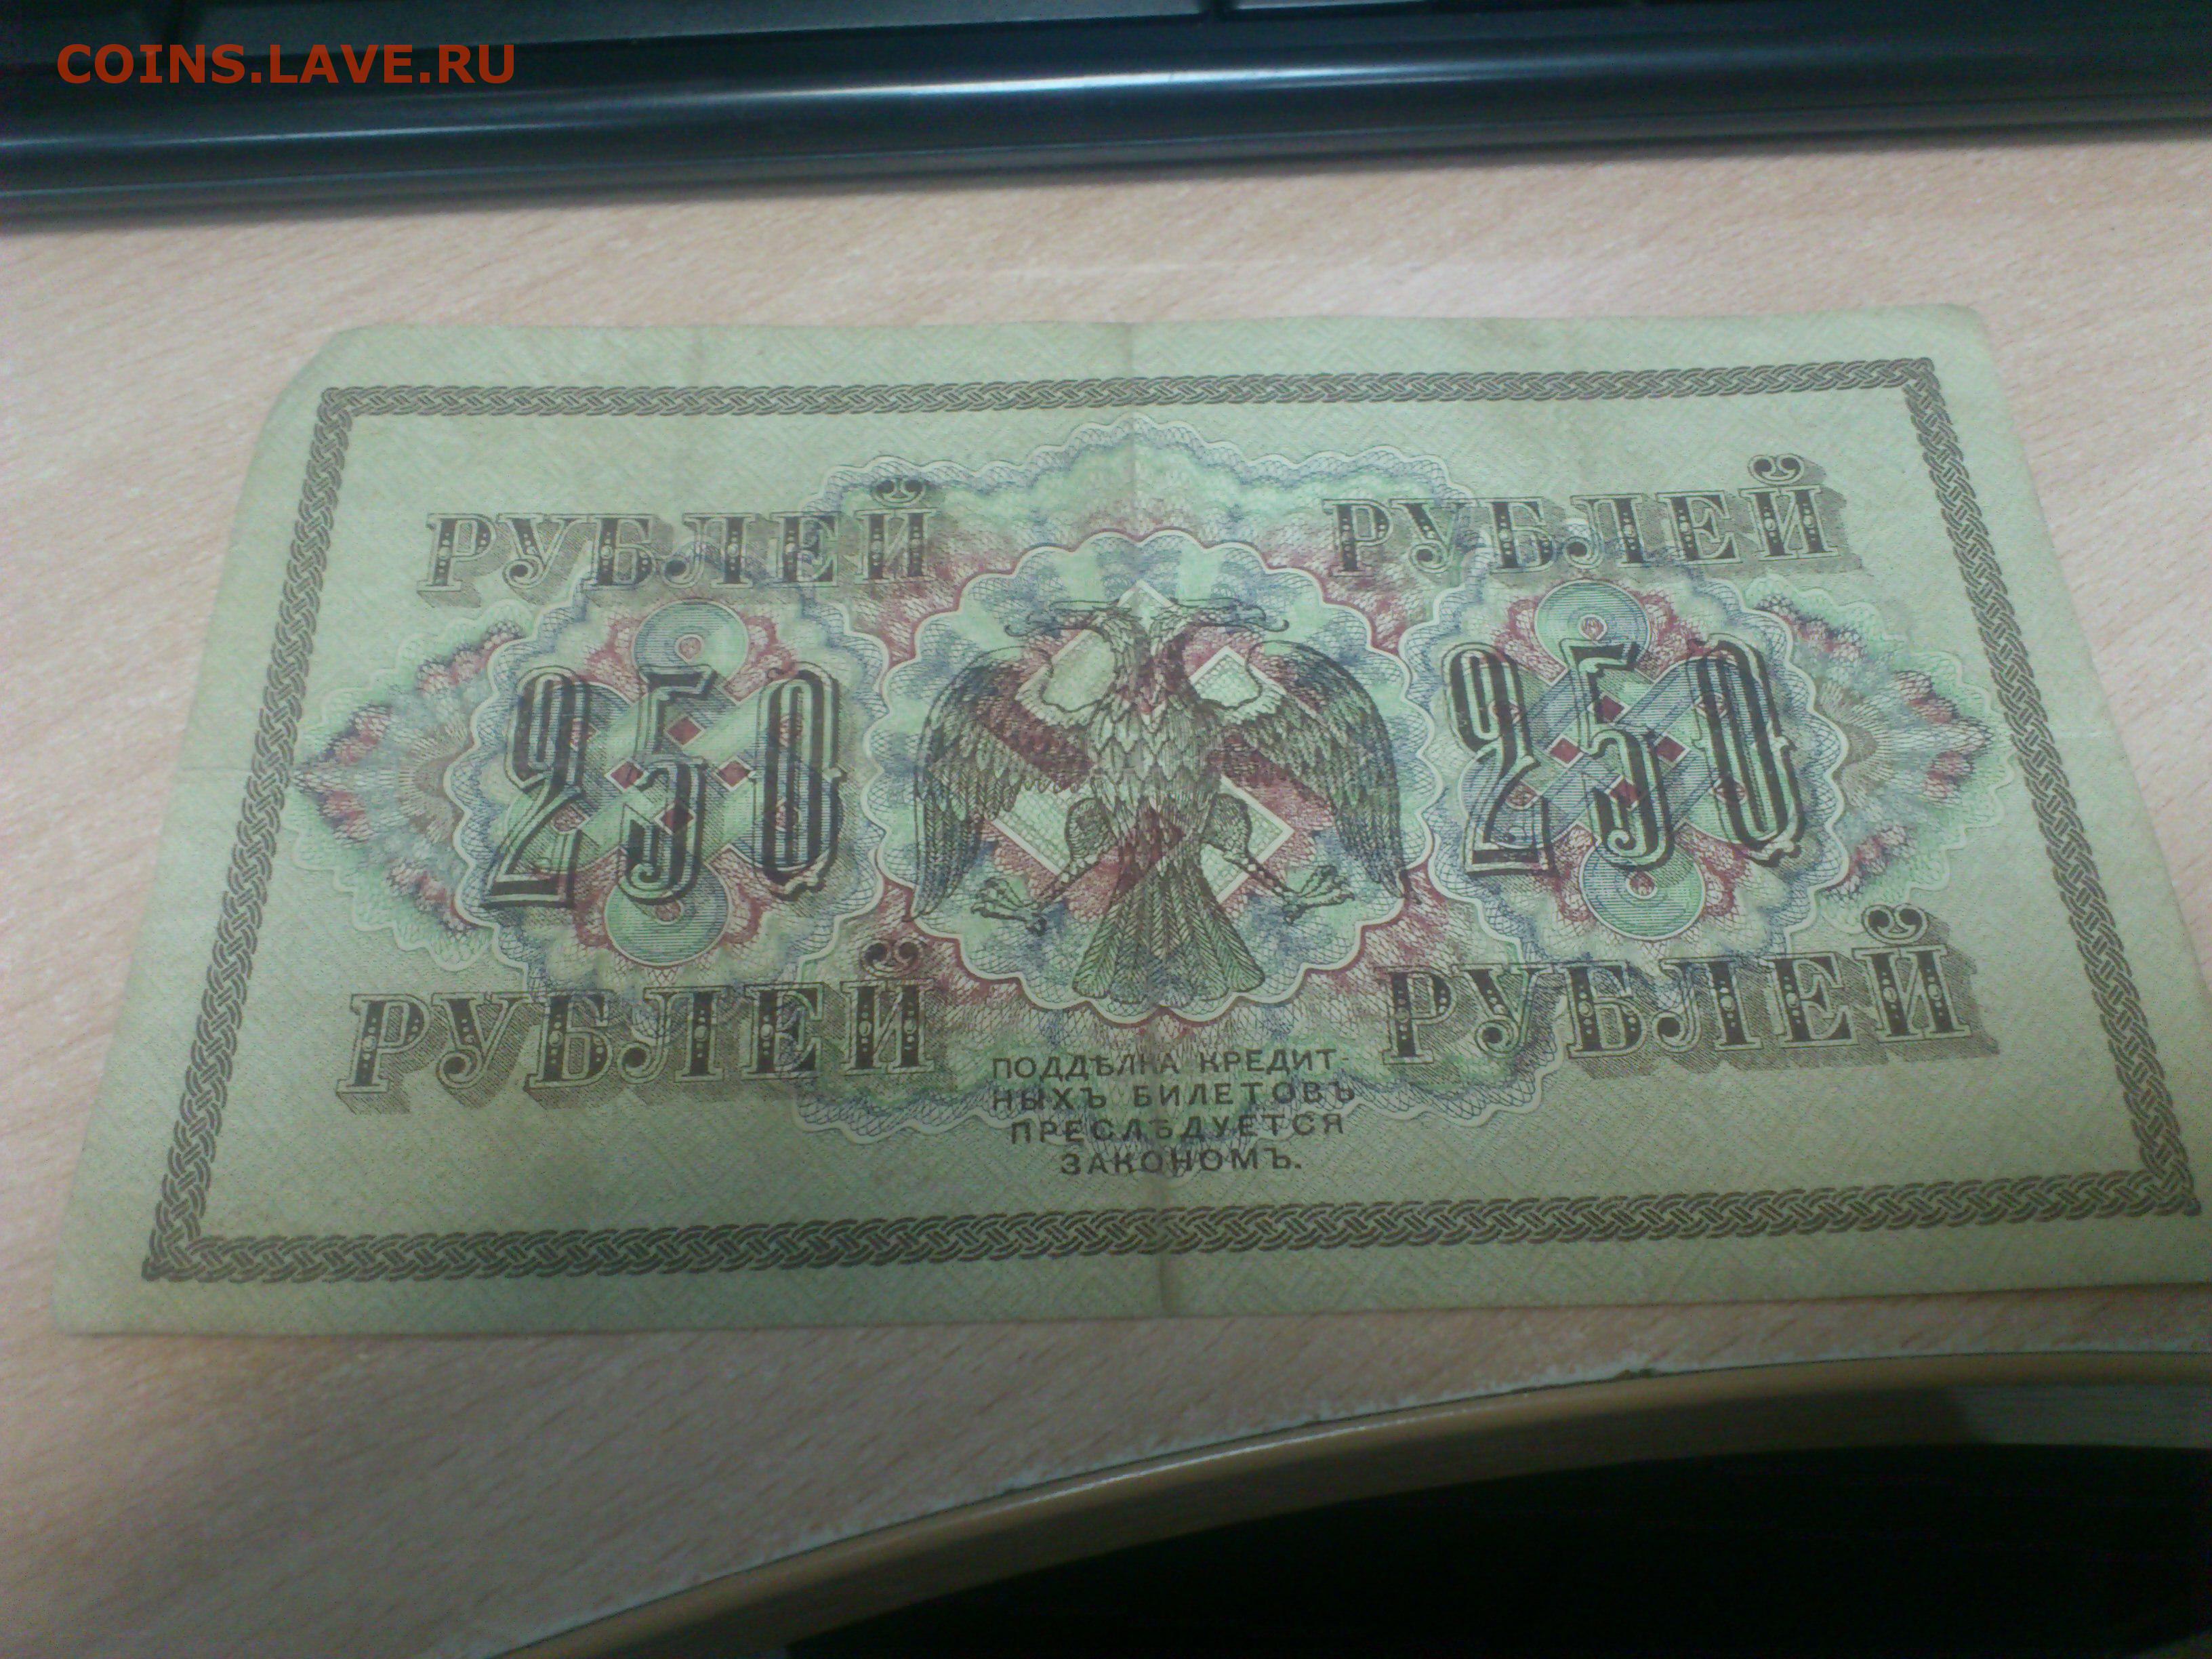 COINS.LAVE.RU
РУБЛЕЙ РУБЛЕЙ
250 250
РУБЛЕЙ РУБЛЕЙ
ПОДДѢЛКА КРЕДИТ-
НЫХЪ БИЛЕТОВЪ
ПРЕСЛѢДУЕТСЯ
ЗАКОНОМЪ.